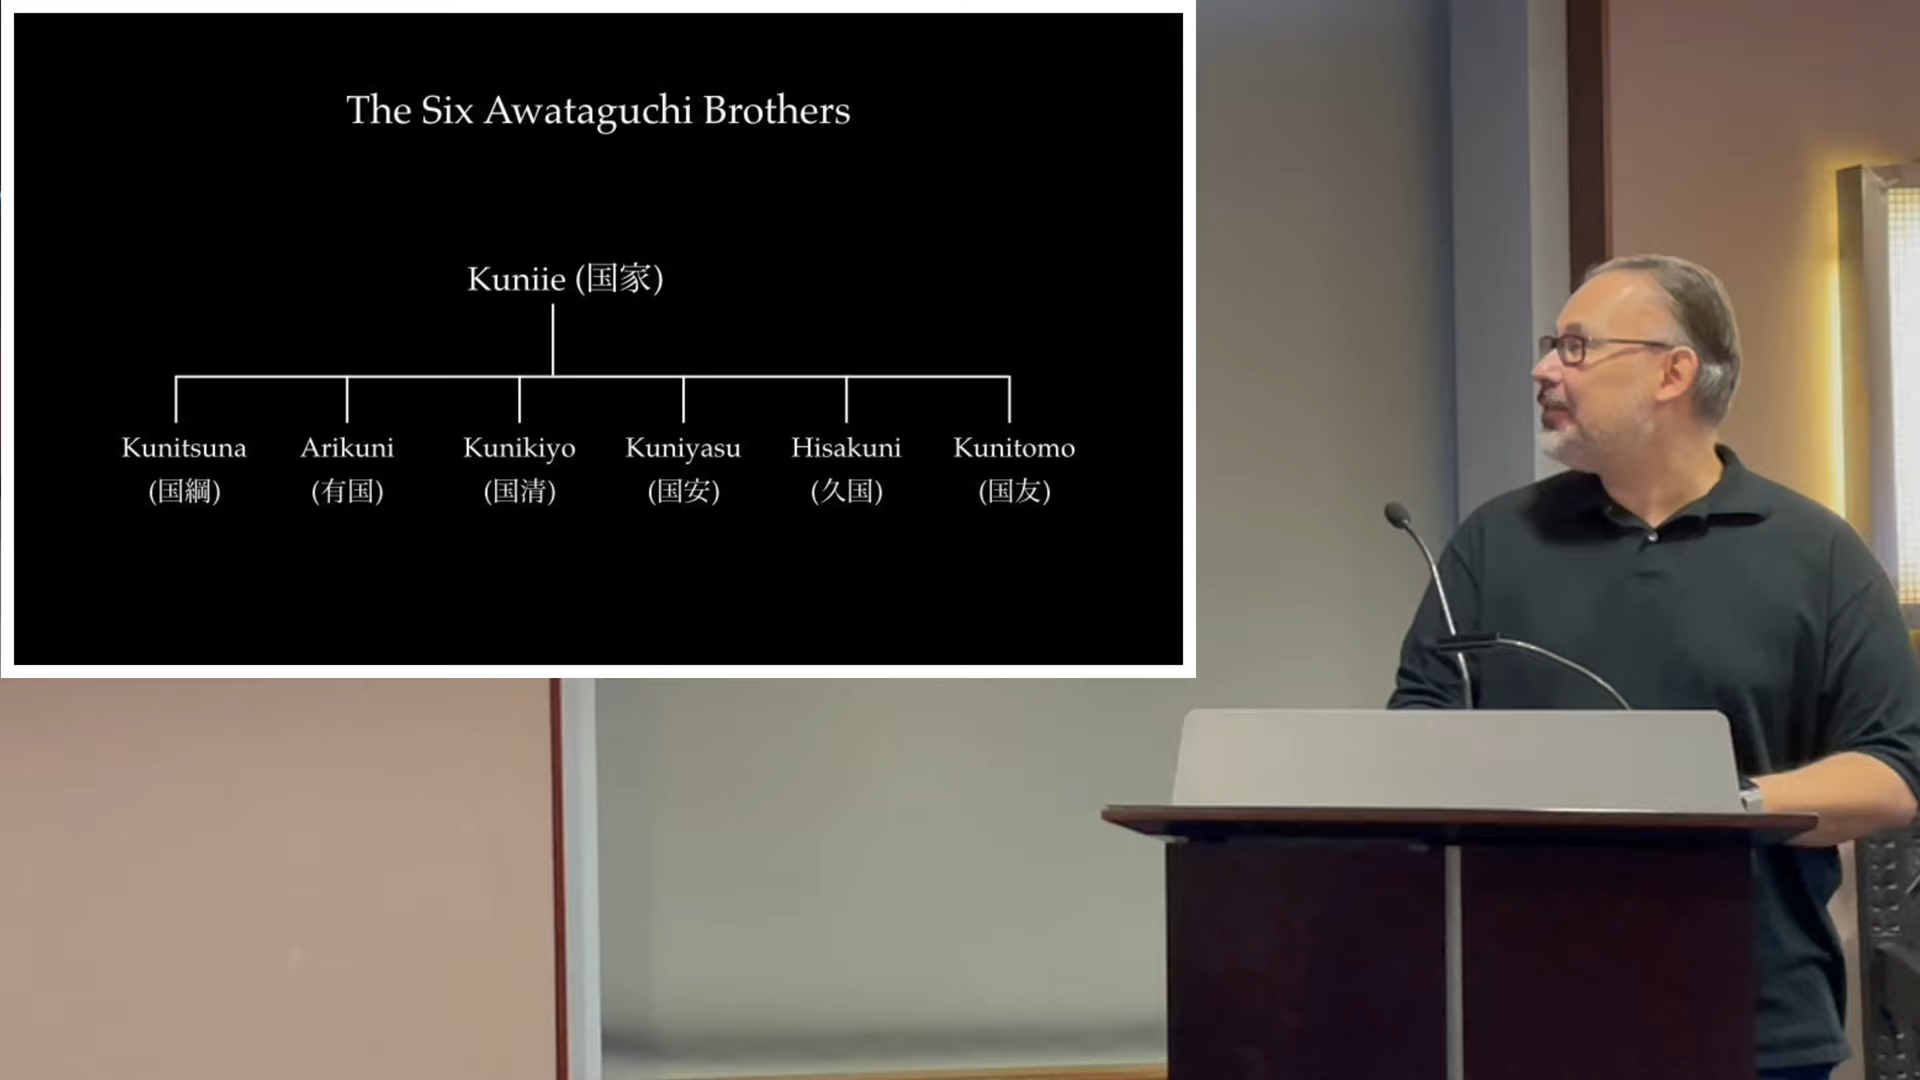 The Six Awataguchi Brothers
Kuniie (国家)
Kunitsuna Arikuni Kunikiyo Kuniyasu Hisakuni Kunitomo
(国綱) (有国) (国清) (国安) (久国) (国友)